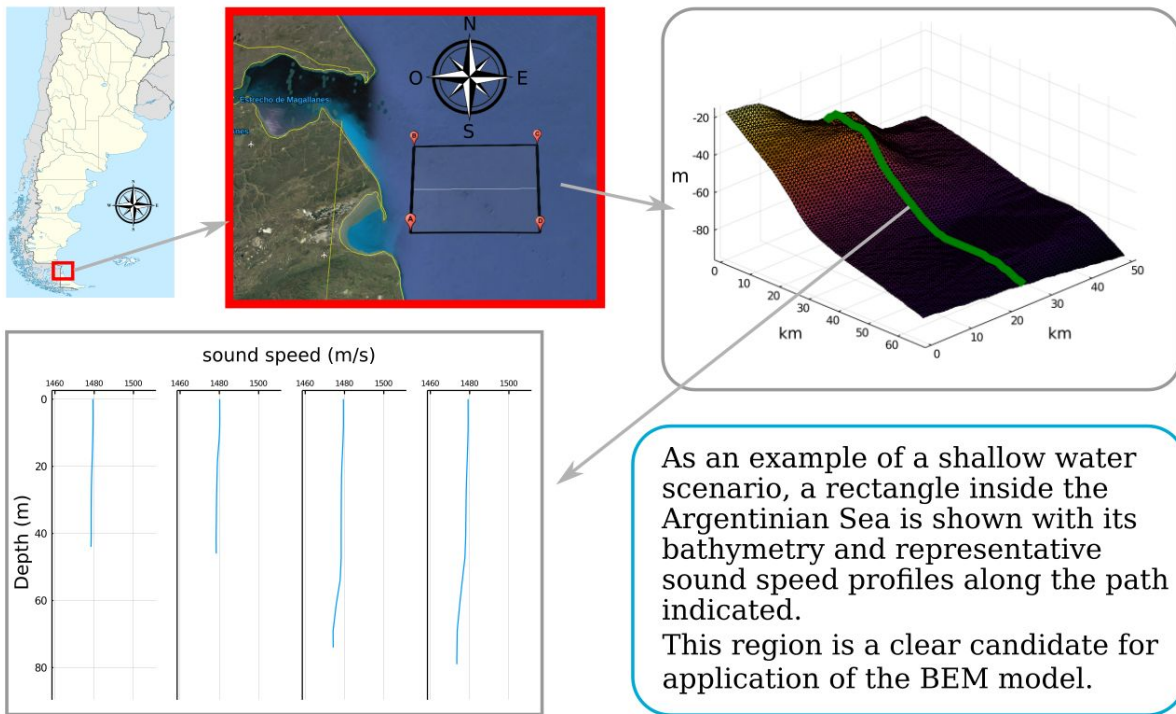 N
O
E
S
Estrecho de Magallanes
B
C
A
D
m
-20
-40
-60
-80
0
10
20
30
40
50
60
km
0
10
20
30
40
50
km
sound speed (m/s)
1460 1480 1500
1460 1480 1500
1460 1480 1500
1460 1480 1500
Depth (m)
0
20
40
60
80
As an example of a shallow water
scenario, a rectangle inside the
Argentinian Sea is shown with its
bathymetry and representative
sound speed profiles along the path
indicated.
This region is a clear candidate for
application of the BEM model.